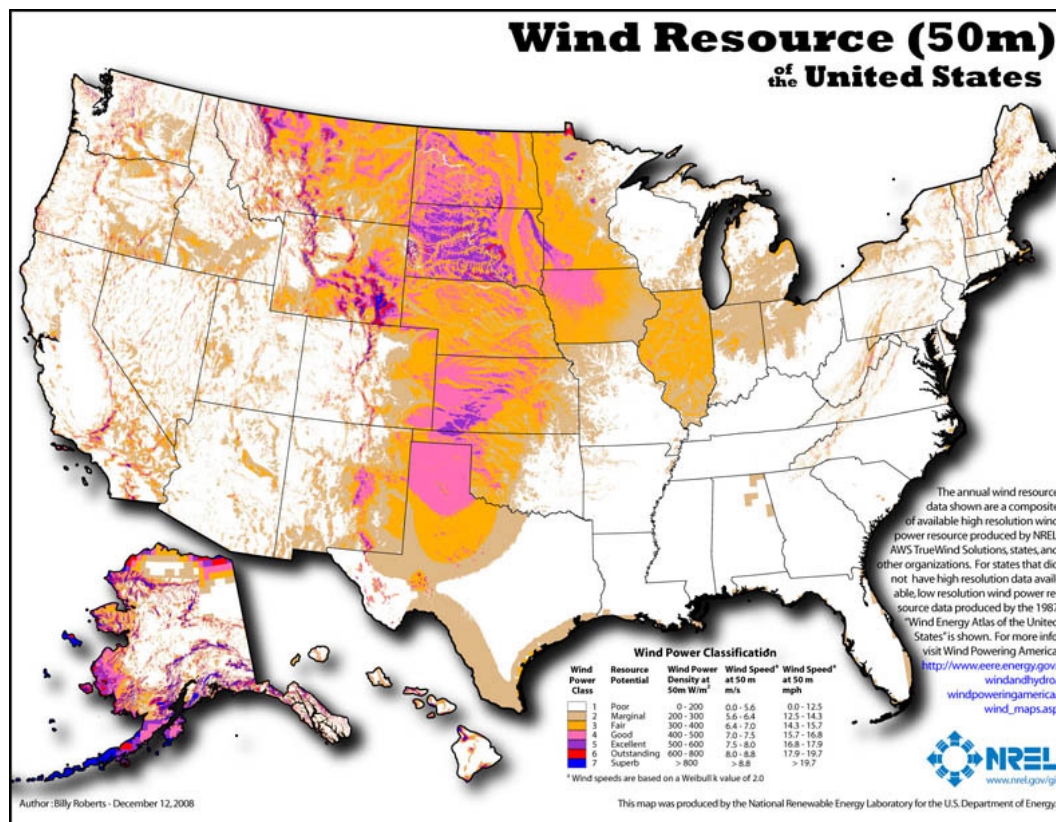 Wind Resource (50m)
of the United States
The annual wind resource
data shown are a composite
of available high resolution wind
power resource produced by NREL,
AWS TrueWind Solutions, states, and
other organizations. For states that did
not have high resolution data avail-
able, low resolution wind power re-
source data produced by the 1987
"Wind Energy Atlas of the United
States" is shown. For more info
visit Wind Powering America
http://www.eere.energy.gov/
windandhydro/
windpoweringamerica/
wind_maps.asp
Wind Power Classification
Wind Power Class Resource Potential Wind Power Density at 50m W/m² Wind Speedᵃ at 50 m m/s Wind Speedᵃ at 50 m mph
1 Poor 0 - 200 0.0 - 5.6 0.0 - 12.5
2 Marginal 200 - 300 5.6 - 6.4 12.5 - 14.3
3 Fair 300 - 400 6.4 - 7.0 14.3 - 15.7
4 Good 400 - 500 7.0 - 7.5 15.7 - 16.8
5 Excellent 500 - 600 7.5 - 8.0 16.8 - 17.9
6 Outstanding 600 - 800 8.0 - 8.8 17.9 - 19.7
7 Superb > 800 > 8.8 > 19.7
ᵃ Wind speeds are based on a Weibull k value of 2.0
NREL
www.nrel.gov/gi
Author : Billy Roberts - December 12, 2008
This map was produced by the National Renewable Energy Laboratory for the U.S. Department of Energy.